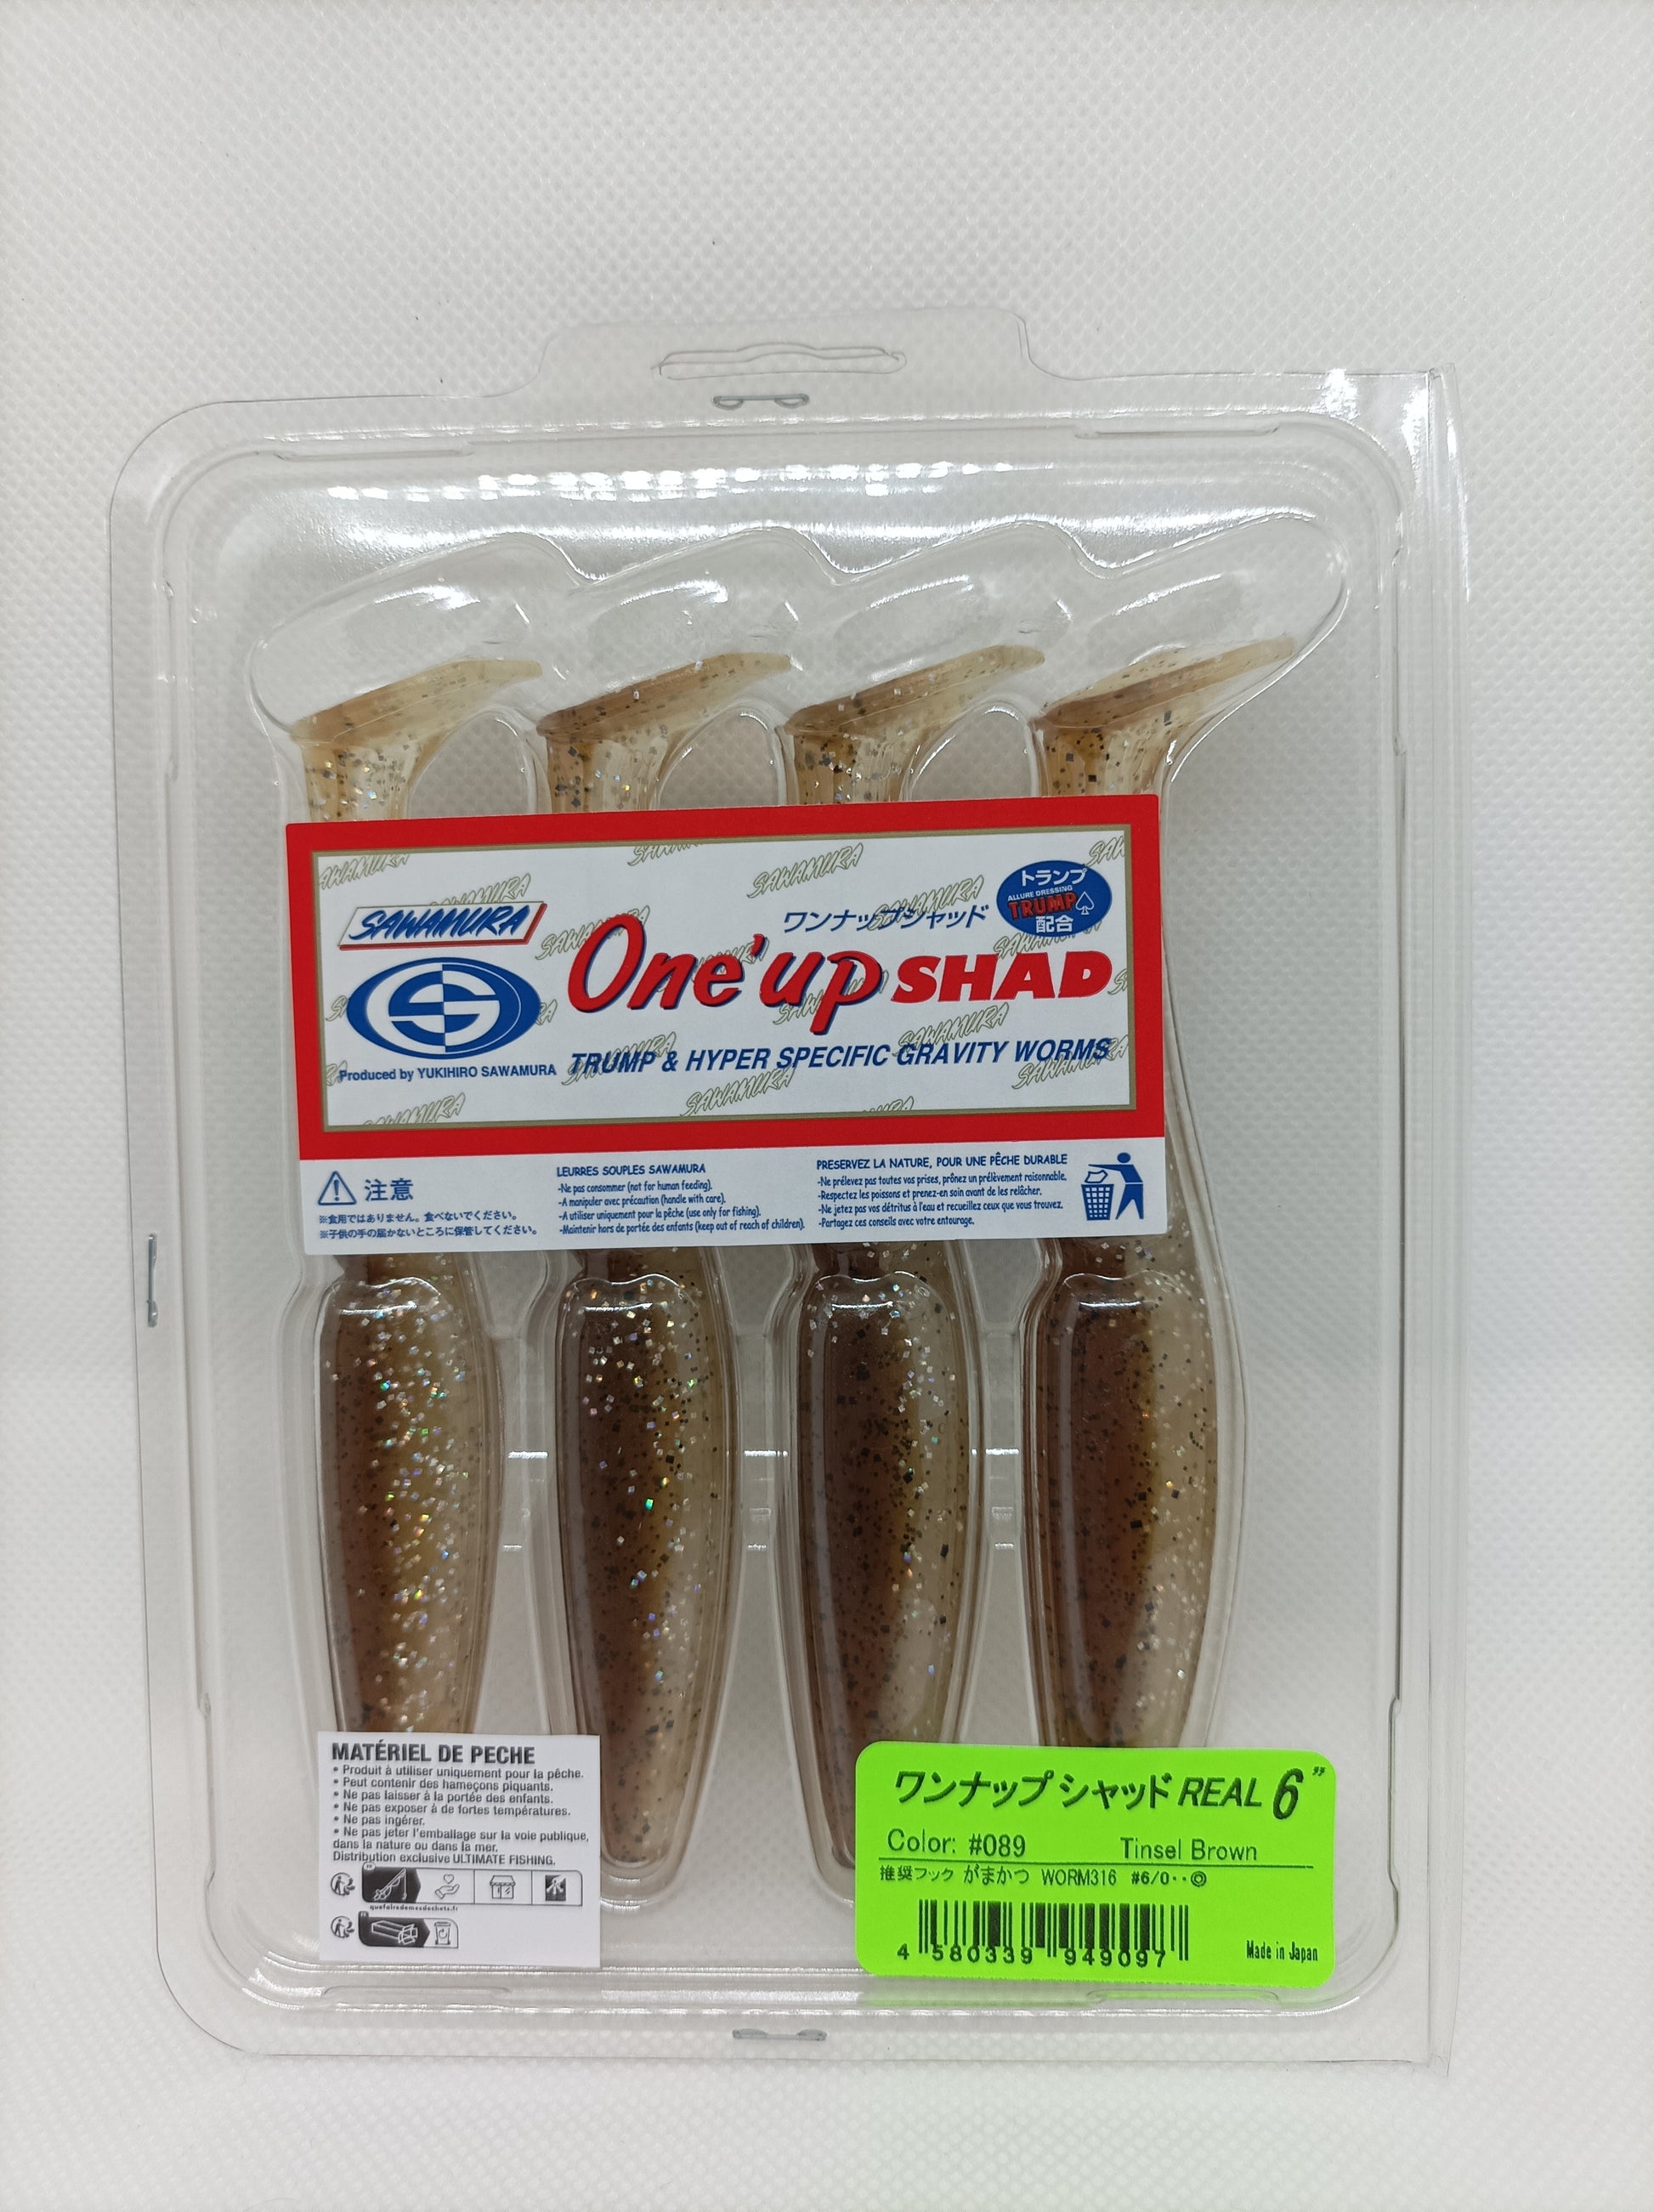 SAWAMURA
ワンナップシャッド
トランプ
ALLURE DRESSING
TRUMP
配合
One'up SHAD
Produced by YUKIHIRO SAWAMURA
TRUMP & HYPER SPECIFIC GRAVITY WORMS
注意
※食用ではありません。食べないでください。
※子供の手の届かないところに保管してください。
LEURRES SOUPLES SAWAMURA
-Ne pas consommer (not for human feeding).
-A manipuler avec précaution (handle with care).
-A utiliser uniquement pour la pêche (use only for fishing).
-Maintenir hors de portée des enfants (keep out of reach of children).
PRESERVEZ LA NATURE, POUR UNE PÊCHE DURABLE
-Ne prélevez pas toutes vos prises, prônez un prélèvement raisonnable.
-Respectez les poissons et prenez-en soin avant de les relâcher.
-Ne jetez pas vos détritus à l'eau et recueillez ceux que vous trouvez.
-Partagez ces conseils avec votre entourage.
MATÉRIEL DE PECHE
• Produit à utiliser uniquement pour la pêche.
• Peut contenir des hameçons piquants.
• Ne pas laisser à la portée des enfants.
• Ne pas exposer à de fortes températures.
• Ne pas ingérer.
• Ne pas jeter l'emballage sur la voie publique,
dans la nature ou dans la mer.
Distribution exclusive ULTIMATE FISHING.
quefairedemesdechets.fr
ワンナップ シャッド REAL 6"
Color: #089 Tinsel Brown
推奨フック がまかつ WORM316 #6/0‥◎
4 580339 949097
Made in Japan